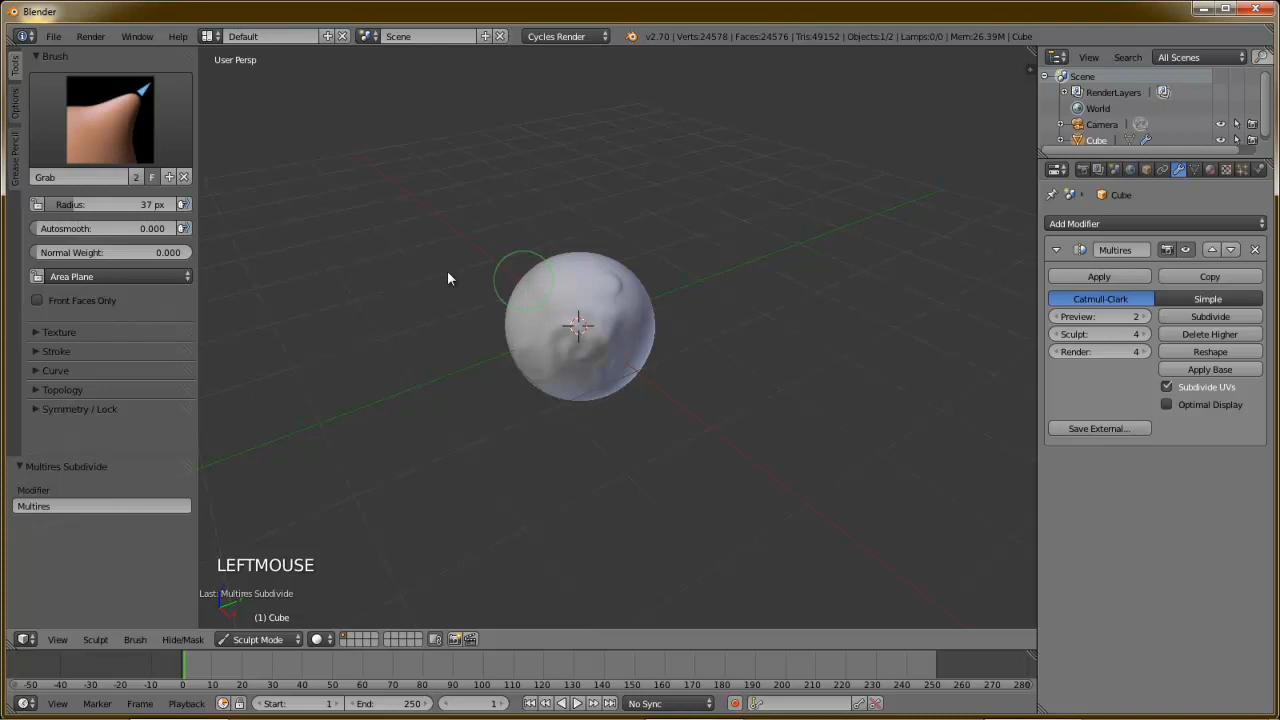 Blender
File Render Window Help Default Scene Cycles Render v2.70 | Verts:24578 | Faces:24576 | Tris:49152 | Objects:1/2 | Lamps:0/0 | Mem:26.39M | Cube
Tools
Options
Grease Pencil
Brush
Grab 2 F
Radius: 37 px
Autosmooth: 0.000
Normal Weight: 0.000
Area Plane
Front Faces Only
Texture
Stroke
Curve
Topology
Symmetry / Lock
Multires Subdivide
Modifier
Multires
User Persp
LEFTMOUSE
Last: Multires Subdivide
(1) Cube
View Search All Scenes
Scene
RenderLayers
World
Camera
Cube
Cube
Add Modifier
Multires
Apply Copy
Catmull-Clark Simple
Preview: 2 Subdivide
Sculpt: 4 Delete Higher
Render: 4 Reshape
Apply Base
Subdivide UVs
Optimal Display
Save External...
View Sculpt Brush Hide/Mask Sculpt Mode
-50 -40 -30 -20 -10 0 10 20 30 40 50 60 70 80 90 100 110 120 130 140 150 160 170 180 190 200 210 220 230 240 250 260 270 280
View Marker Frame Playback Start: 1 End: 250 1 No Sync